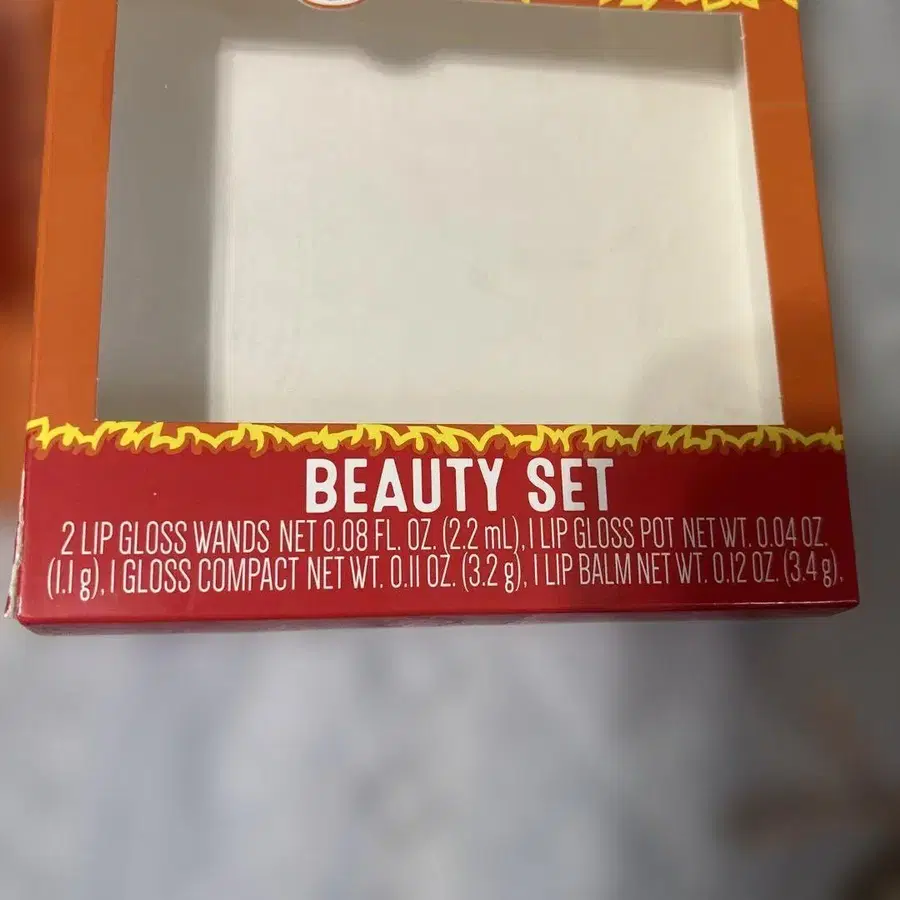 BEAUTY SET
2 LIP GLOSS WANDS NET 0.08 FL. OZ. (2.2 mL), 1 LIP GLOSS POT NET WT. 0.04 OZ.
(1.1 g), 1 GLOSS COMPACT NET WT. 0.11 OZ. (3.2 g), 1 LIP BALM NET WT. 0.12 OZ. (3.4 g).